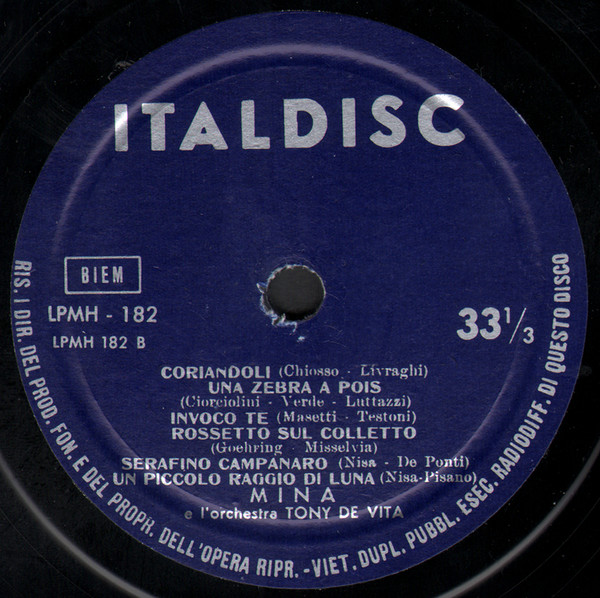 ITALDISC
BIEM
LPMH - 182
LPMH 182 B
33 1/3
CORIANDOLI (Chiosso - Livraghi)
UNA ZEBRA A POIS
(Ciorciolini - Verde - Luttazzi)
INVOCO TE (Masetti - Testoni)
ROSSETTO SUL COLLETTO
(Goehring - Misselvia)
SERAFINO CAMPANARO (Nisa - De Ponti)
UN PICCOLO RAGGIO DI LUNA (Nisa-Pisano)
MINA
e l'orchestra TONY DE VITA
RIS. I DIR. DEL PROD. FON. E DEL PROPR. DELL'OPERA RIPR. - VIET. DUPL. PUBBL. ESEC. RADIODIFF. DI QUESTO DISCO